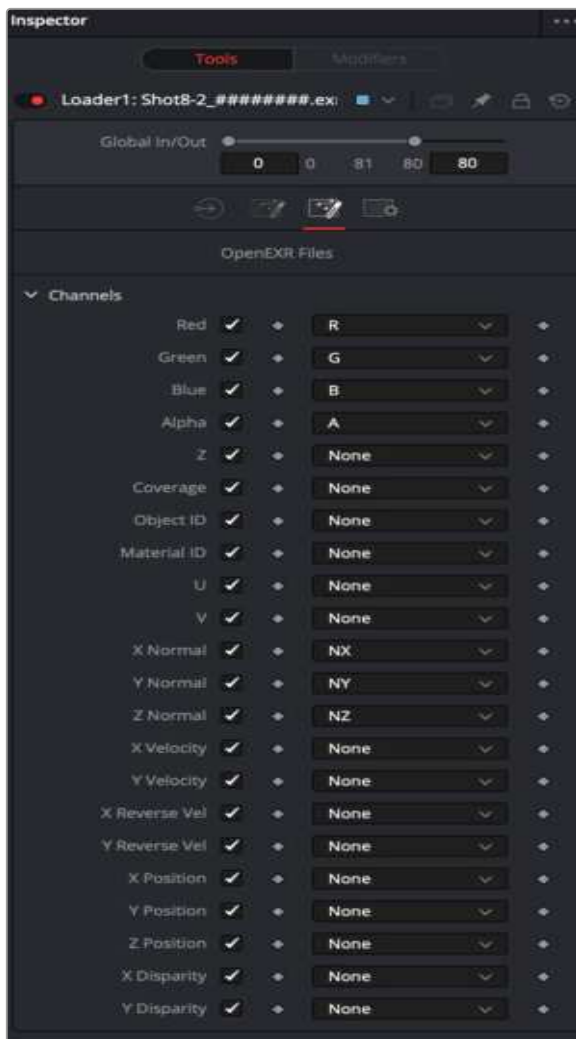 Inspector
Tools Modifiers
Loader1: Shot8-2_########.ex
Global In/Out 0 0 81 80 80
OpenEXR Files
Channels
Red R
Green G
Blue B
Alpha A
Z None
Coverage None
Object ID None
Material ID None
U None
V None
X Normal NX
Y Normal NY
Z Normal NZ
X Velocity None
Y Velocity None
X Reverse Vel None
Y Reverse Vel None
X Position None
Y Position None
Z Position None
X Disparity None
Y Disparity None